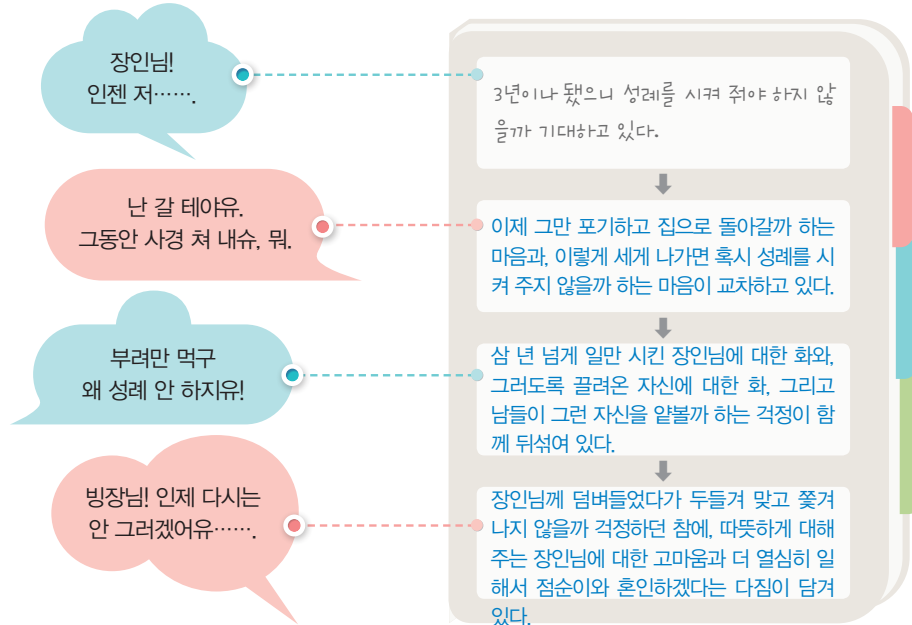 장인님!
인젠 저…….
3년이나 됐으니 성례를 시켜 줘야 하지 않
을까 기대하고 있다.
난 갈 테야유.
그동안 사경 쳐 내슈, 뭐.
이제 그만 포기하고 집으로 돌아갈까 하는
마음과, 이렇게 세게 나가면 혹시 성례를 시
켜 주지 않을까 하는 마음이 교차하고 있다.
부려만 먹구
왜 성례 안 하지유!
삼 년 넘게 일만 시킨 장인님에 대한 화와,
그러도록 끌려온 자신에 대한 화, 그리고
남들이 그런 자신을 얕볼까 하는 걱정이 함
께 뒤섞여 있다.
빙장님! 인제 다시는
안 그러겠어유…….
장인님께 덤벼들었다가 두들겨 맞고 쫓겨
나지 않을까 걱정하던 참에, 따뜻하게 대해
주는 장인님에 대한 고마움과 더 열심히 일
해서 점순이와 혼인하겠다는 다짐이 담겨
있다.